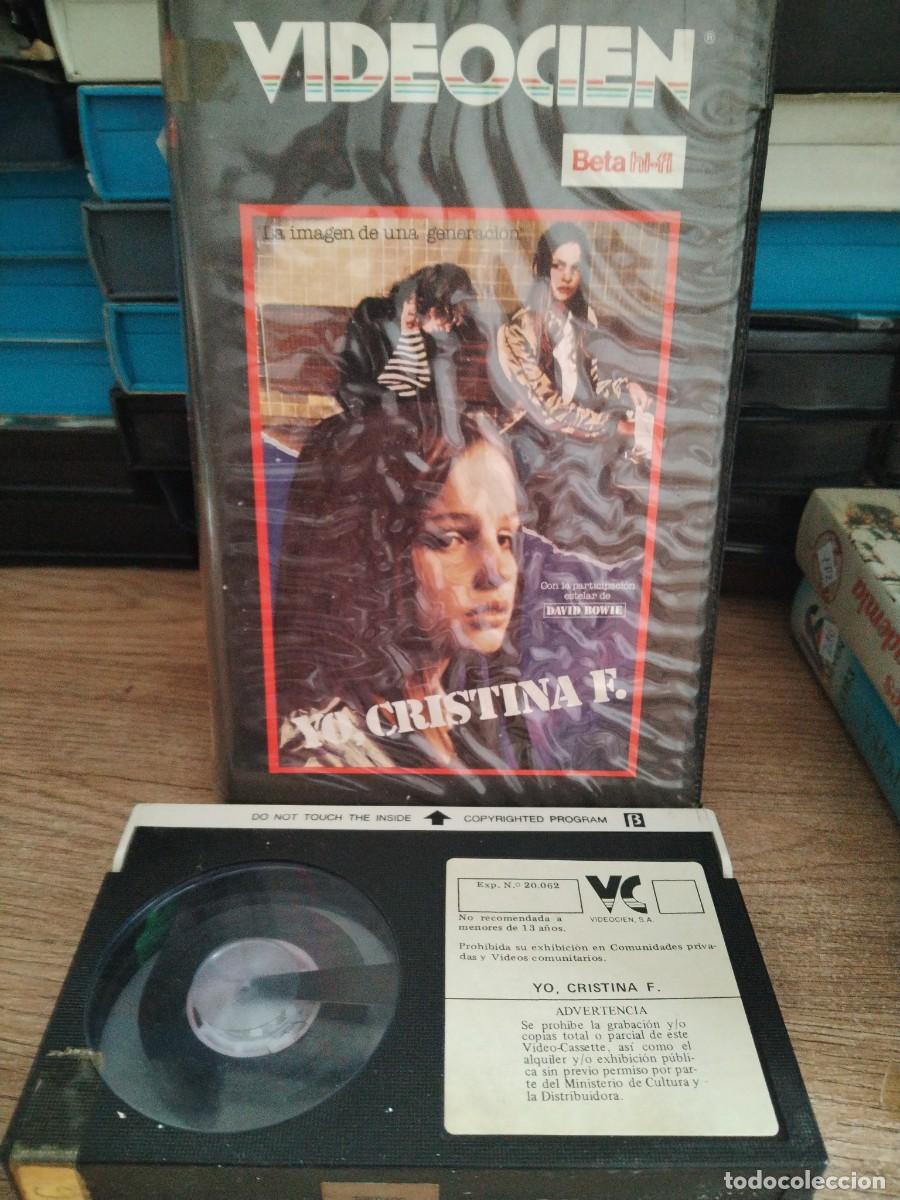 VIDEOCIEN ®
Beta hi-fi
La imagen de una generación
Con la participación
estelar de
DAVID BOWIE
YO, CRISTINA F.
DO NOT TOUCH THE INSIDE COPYRIGHTED PROGRAM β
Exp. N.º 20.062
VC
VIDEOCIEN, S.A.
No recomendada a
menores de 13 años.
Prohibida su exhibición en Comunidades priva-
das y Videos comunitarios.
YO, CRISTINA F.
ADVERTENCIA
Se prohibe la grabación y/o
copias total o parcial de este
Video-Cassette, así como el
alquiler y/o exhibición públi-
ca sin previo permiso por par-
te del Ministerio de Cultura y
la Distribuidora.
todocoleccion